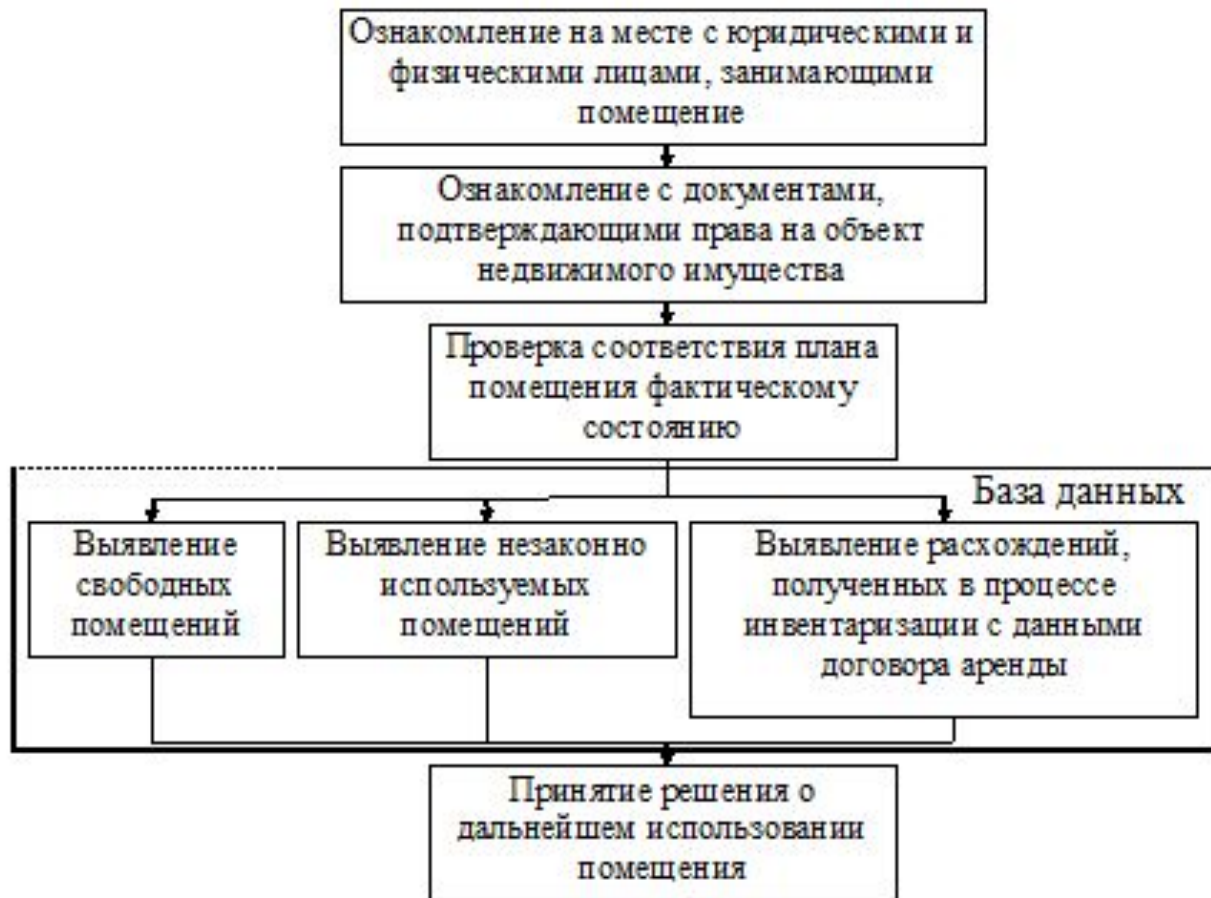 Ознакомление на месте с юридическими и
физическими лицами, занимающими
помещение
Ознакомление с документами,
подтверждающими права на объект
недвижимого имущества
Проверка соответствия плана
помещения фактическому
состоянию
База данных
Выявление
свободных
помещений
Выявление незаконно
используемых
помещений
Выявление расхождений,
полученных в процессе
инвентаризации с данными
договора аренды
Принятие решения о
дальнейшем использовании
помещения